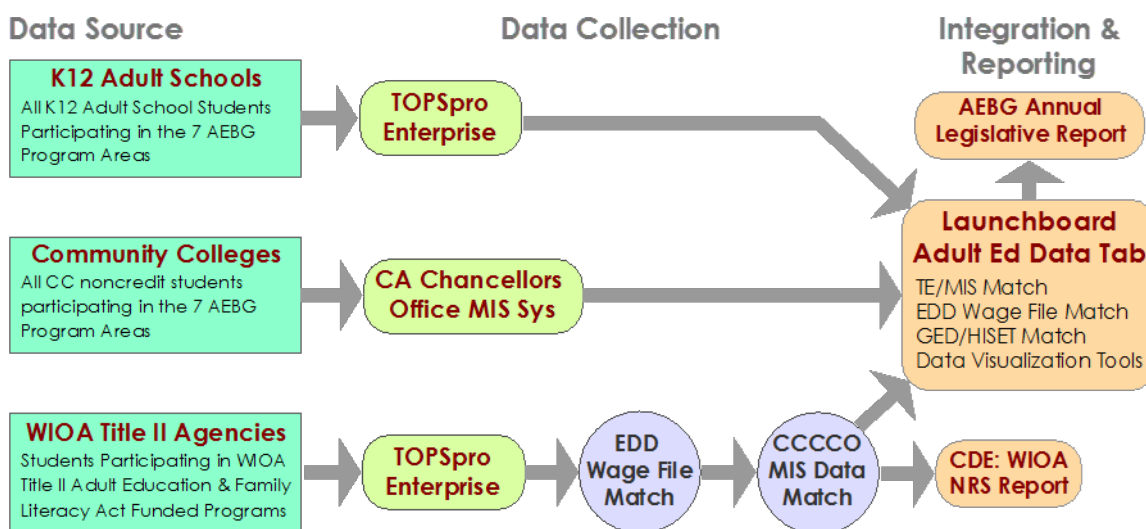 Data Source
Data Collection
Integration &
Reporting
K12 Adult Schools
All K12 Adult School Students
Participating in the 7 AEBG
Program Areas
TOPSpro
Enterprise
AEBG Annual
Legislative Report
Community Colleges
All CC noncredit students
participating in the 7 AEBG
Program Areas
CA Chancellors
Office MIS Sys
Launchboard
Adult Ed Data Tab
TE/MIS Match
EDD Wage File Match
GED/HISET Match
Data Visualization Tools
WIOA Title II Agencies
Students Participating in WIOA
Title II Adult Education & Family
Literacy Act Funded Programs
TOPSpro
Enterprise
EDD
Wage File
Match
CCCCO
MIS Data
Match
CDE: WIOA
NRS Report